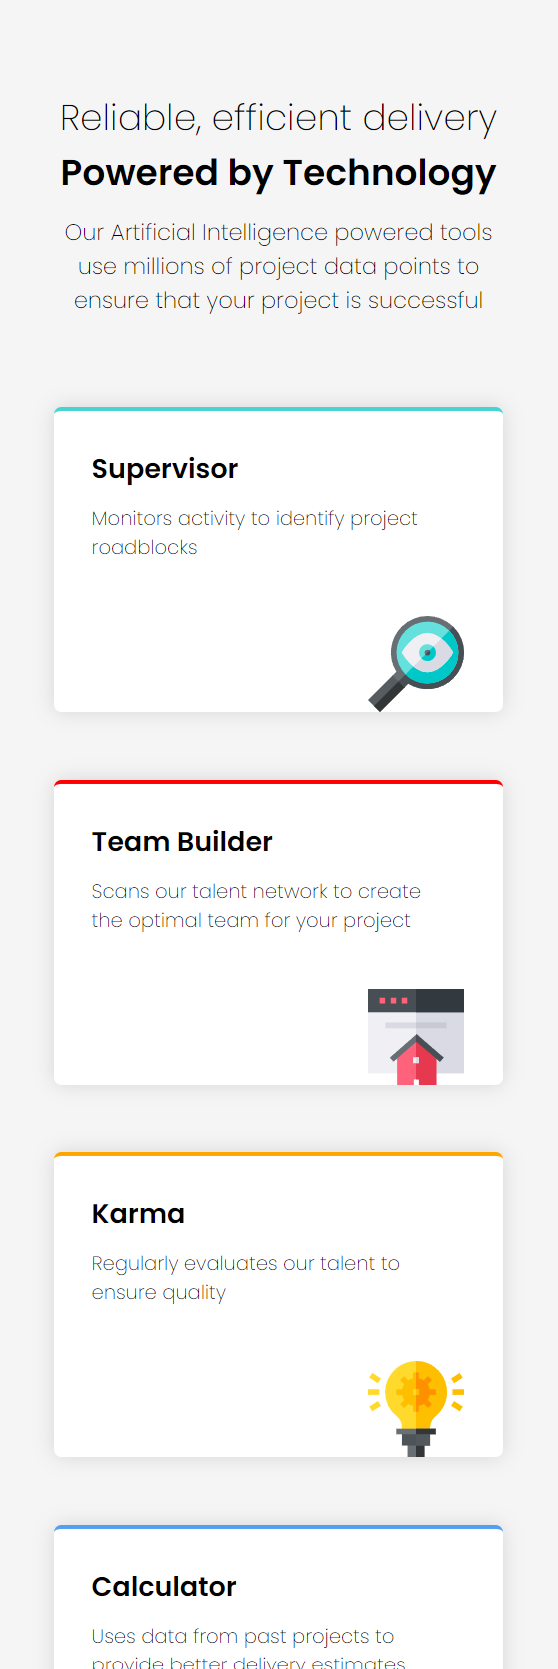 Reliable, efficient delivery
Powered by Technology
Our Artificial Intelligence powered tools
use millions of project data points to
ensure that your project is successful
Supervisor
Monitors activity to identify project
roadblocks
Team Builder
Scans our talent network to create
the optimal team for your project
Karma
Regularly evaluates our talent to
ensure quality
Calculator
Uses data from past projects to
provide better delivery estimates